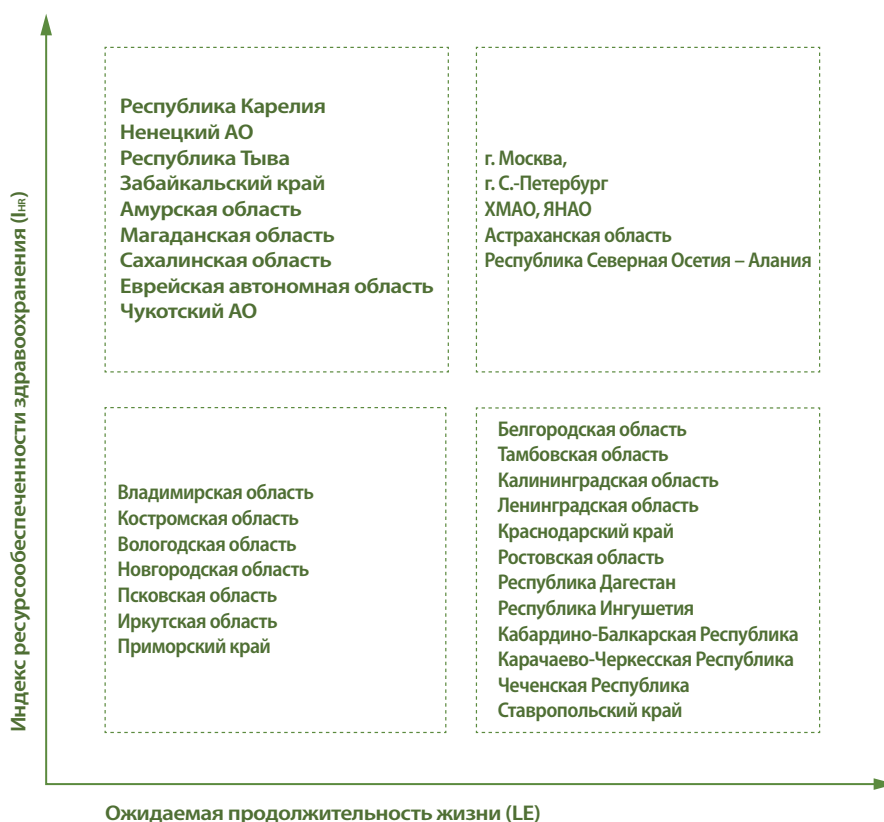 Индекс ресурсообеспеченности здравоохранения (IHR)
Республика Карелия
Ненецкий АО
Республика Тыва
Забайкальский край
Амурская область
Магаданская область
Сахалинская область
Еврейская автономная область
Чукотский АО
г. Москва,
г. С.-Петербург
ХМАО, ЯНАО
Астраханская область
Республика Северная Осетия – Алания
Владимирская область
Костромская область
Вологодская область
Новгородская область
Псковская область
Иркутская область
Приморский край
Белгородская область
Тамбовская область
Калининградская область
Ленинградская область
Краснодарский край
Ростовская область
Республика Дагестан
Республика Ингушетия
Кабардино-Балкарская Республика
Карачаево-Черкесская Республика
Чеченская Республика
Ставропольский край
Ожидаемая продолжительность жизни (LE)